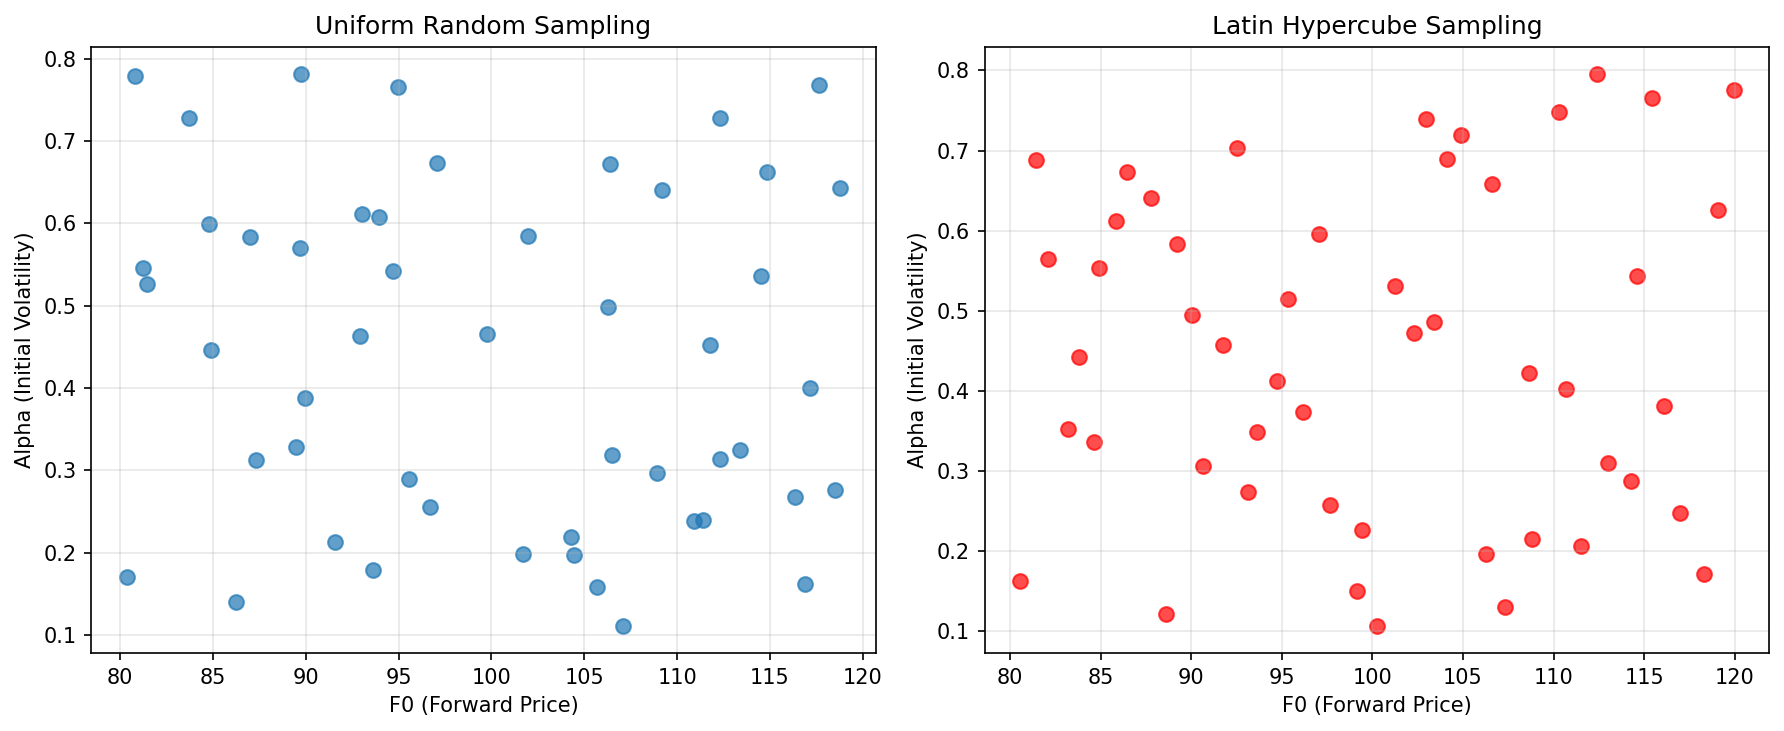 Uniform Random Sampling
Alpha (Initial Volatility)
0.8
0.7
0.6
0.5
0.4
0.3
0.2
0.1
80 85 90 95 100 105 110 115 120
F0 (Forward Price)
Latin Hypercube Sampling
Alpha (Initial Volatility)
0.8
0.7
0.6
0.5
0.4
0.3
0.2
0.1
80 85 90 95 100 105 110 115 120
F0 (Forward Price)